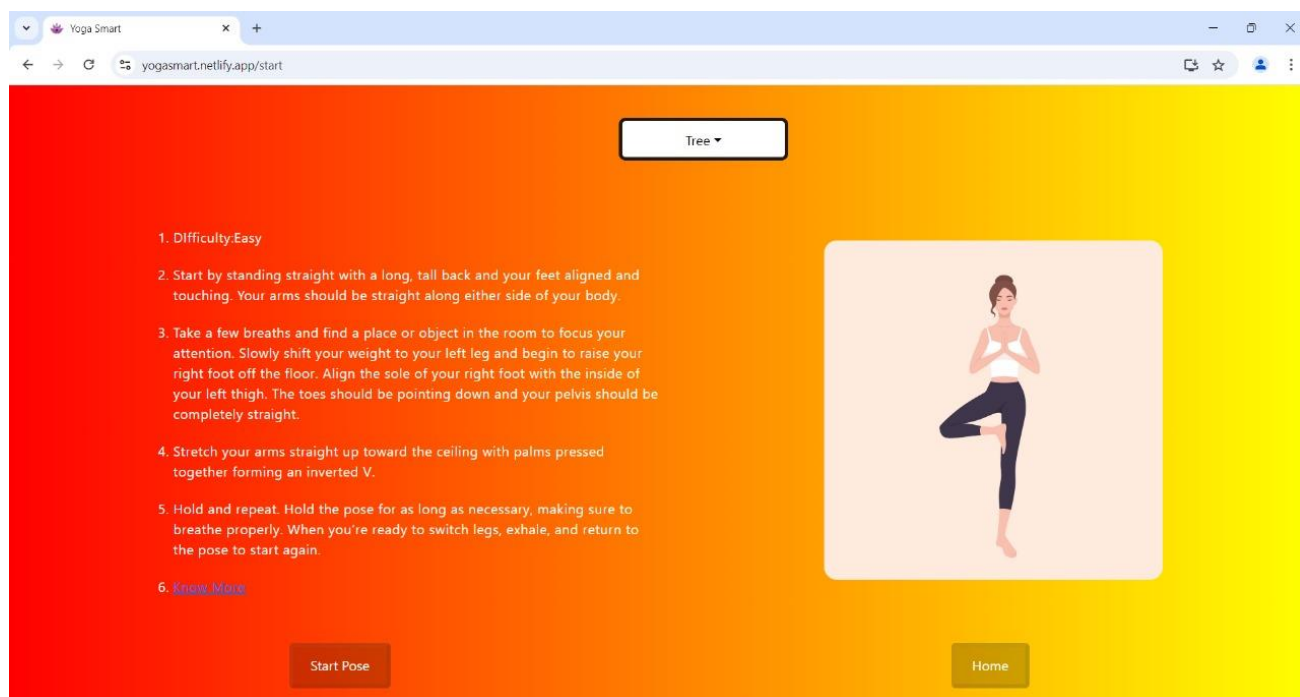 Yoga Smart
yogasmart.netlify.app/start
Tree
1. DIfficulty:Easy
2. Start by standing straight with a long, tall back and your feet aligned and
touching. Your arms should be straight along either side of your body.
3. Take a few breaths and find a place or object in the room to focus your
attention. Slowly shift your weight to your left leg and begin to raise your
right foot off the floor. Align the sole of your right foot with the inside of
your left thigh. The toes should be pointing down and your pelvis should be
completely straight.
4. Stretch your arms straight up toward the ceiling with palms pressed
together forming an inverted V.
5. Hold and repeat. Hold the pose for as long as necessary, making sure to
breathe properly. When you're ready to switch legs, exhale, and return to
the pose to start again.
6. Know More
Start Pose
Home